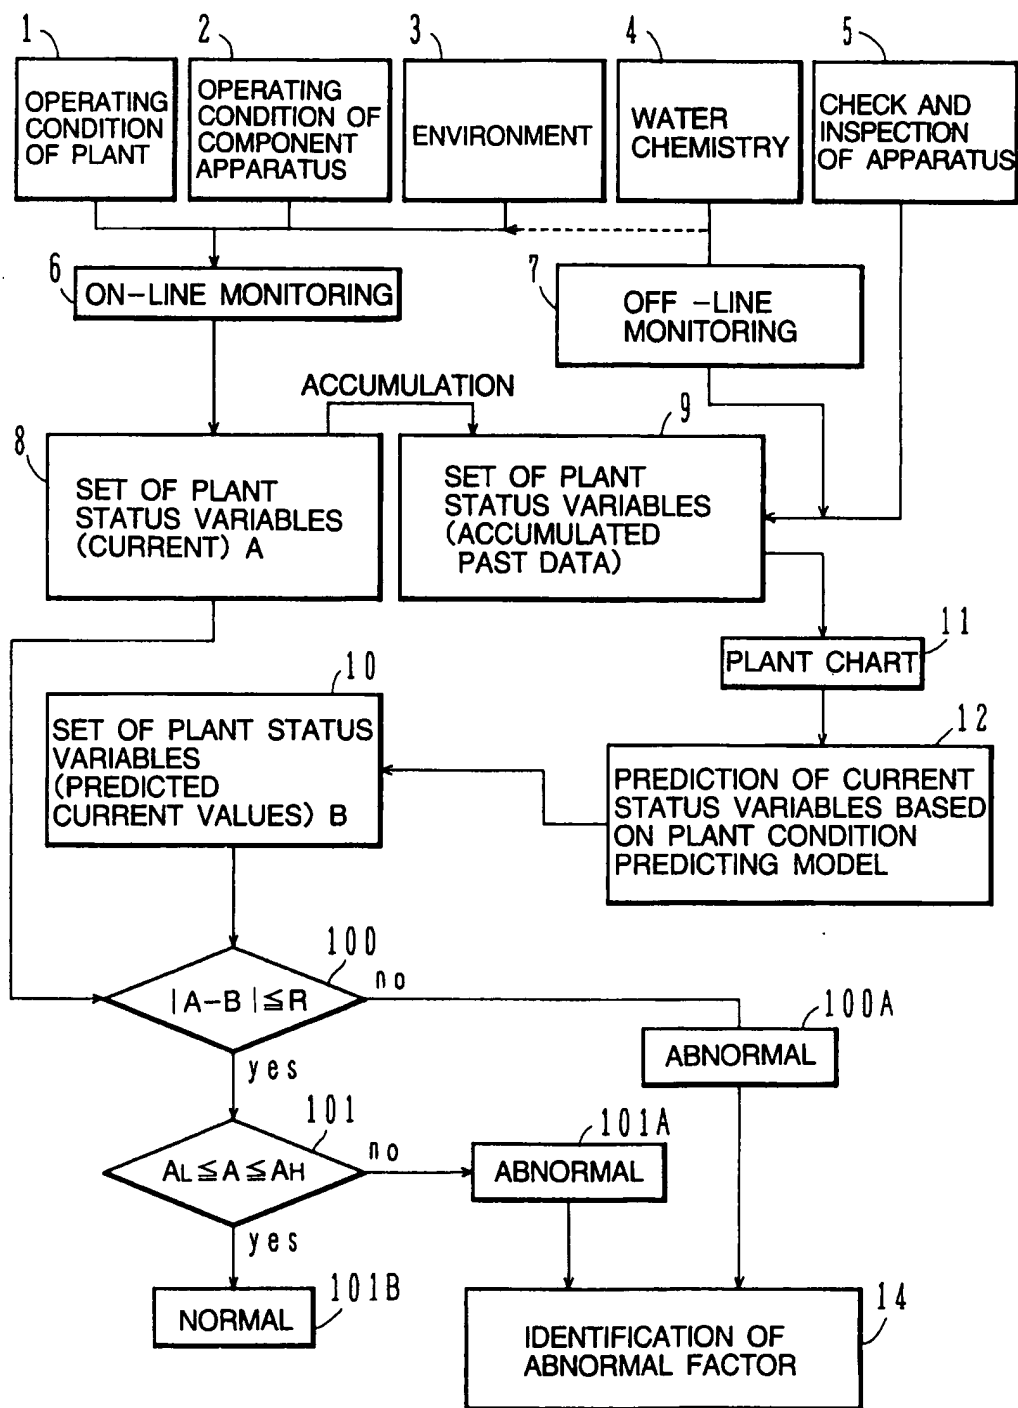 1
OPERATING
CONDITION
OF PLANT
2
OPERATING
CONDITION OF
COMPONENT
APPARATUS
3
ENVIRONMENT
4
WATER
CHEMISTRY
5
CHECK AND
INSPECTION
OF APPARATUS
6
ON-LINE MONITORING
7
OFF -LINE
MONITORING
ACCUMULATION
8
SET OF PLANT
STATUS VARIABLES
(CURRENT) A
9
SET OF PLANT
STATUS VARIABLES
(ACCUMULATED
PAST DATA)
11
PLANT CHART
10
SET OF PLANT STATUS
VARIABLES
(PREDICTED
CURRENT VALUES) B
12
PREDICTION OF CURRENT
STATUS VARIABLES BASED
ON PLANT CONDITION
PREDICTING MODEL
100
|A-B|≦R
no
yes
100A
ABNORMAL
101
AL≦A≦AH
no
yes
101A
ABNORMAL
101B
NORMAL
14
IDENTIFICATION OF
ABNORMAL FACTOR